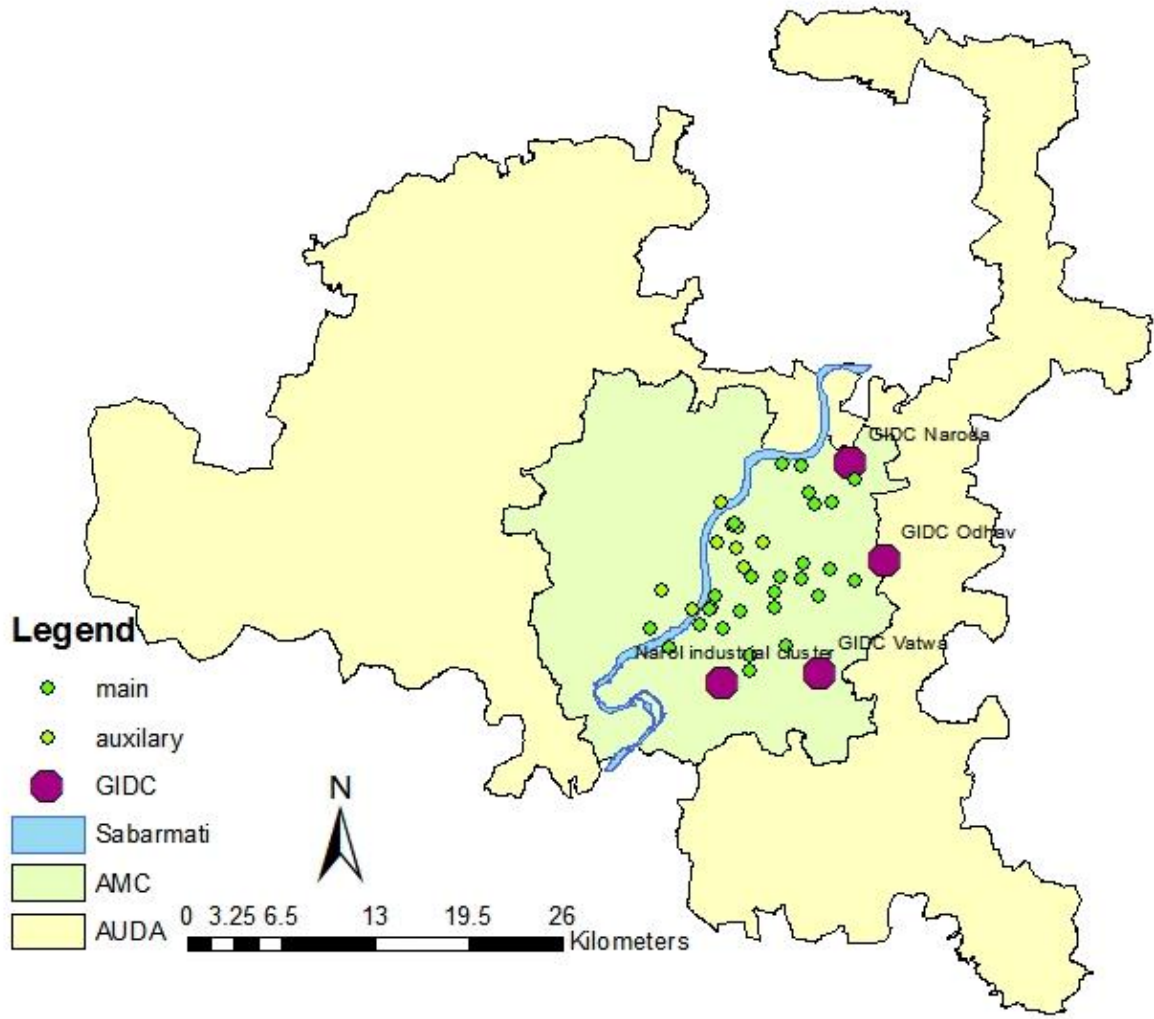 GIDC Naroda
GIDC Odhav
GIDC Vatwa
Narol industrial cluster
Legend
main
auxilary
GIDC
Sabarmati
AMC
AUDA
N
0 3.25 6.5 13 19.5 26
Kilometers